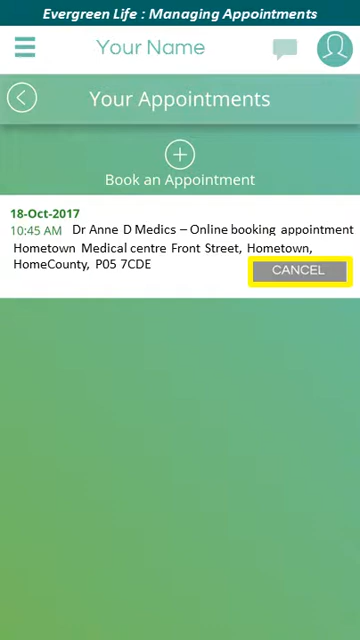 Evergreen Life : Managing Appointments
Your Name
Your Appointments
Book an Appointment
18-Oct-2017
10:45 AM Dr Anne D Medics – Online booking appointment
Hometown Medical centre Front Street, Hometown,
HomeCounty, P05 7CDE
CANCEL